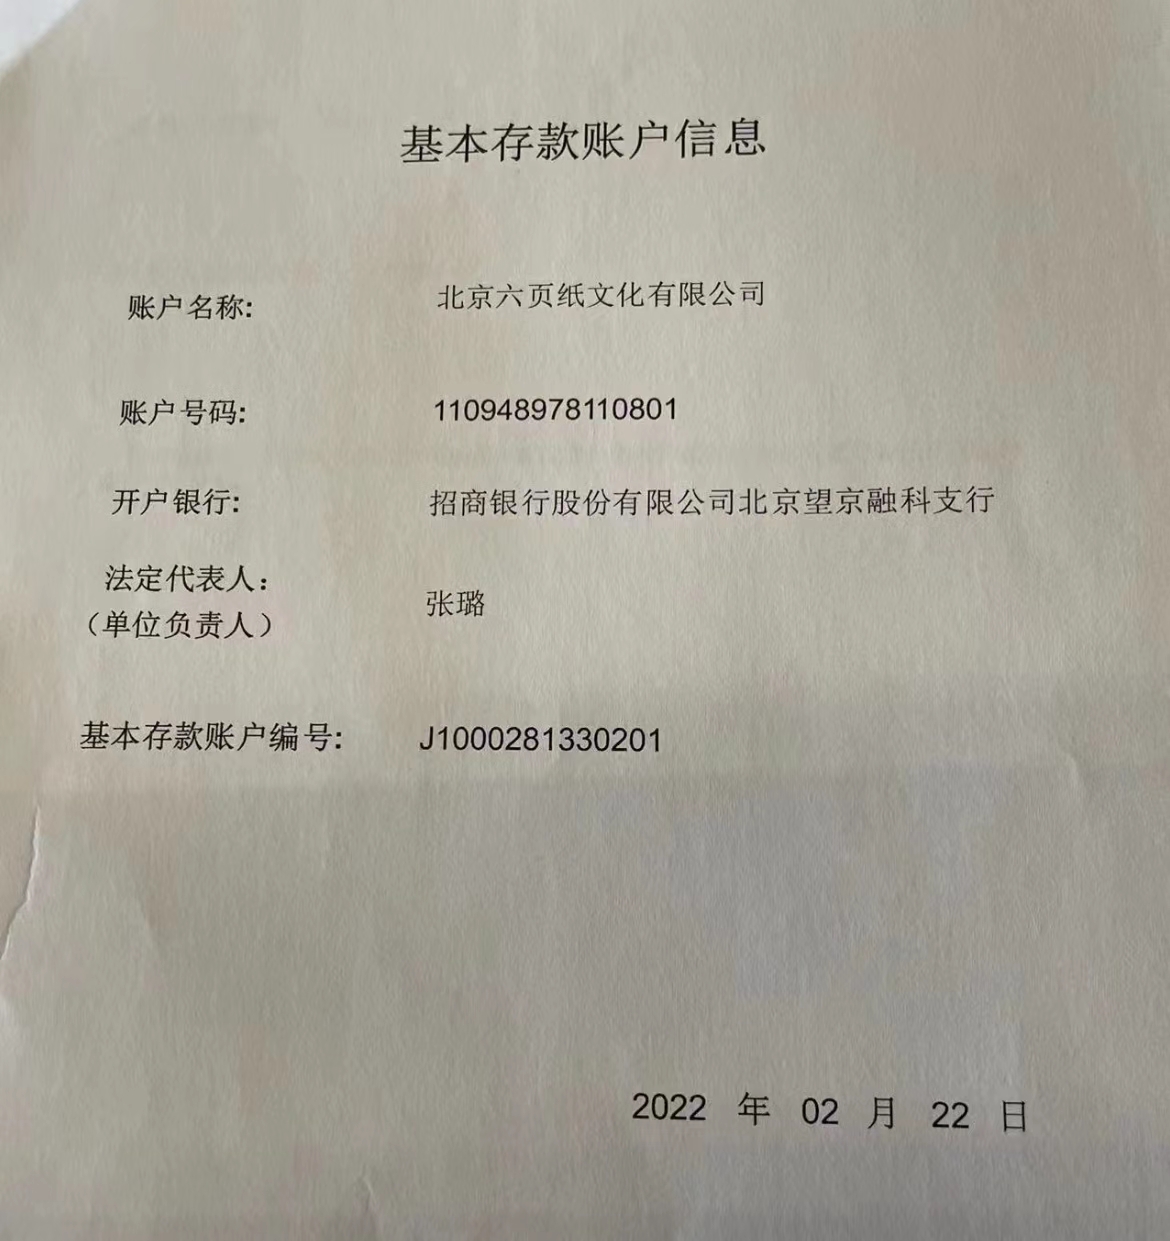 基本存款账户信息
账户名称: 北京六页纸文化有限公司
账户号码: 110948978110801
开户银行: 招商银行股份有限公司北京望京融科支行
法定代表人:
(单位负责人) 张璐
基本存款账户编号: J1000281330201
2022 年 02 月 22 日